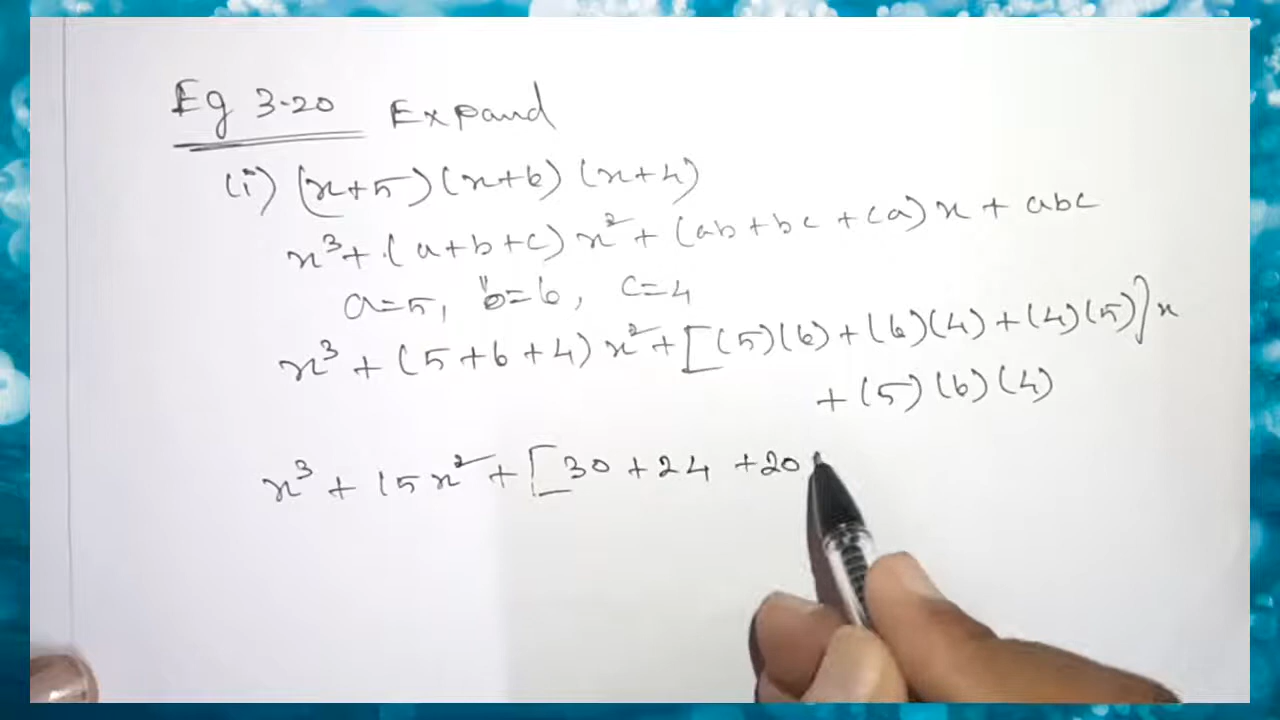 Eg 3.20 Expand
(i) (x+5)(x+6)(x+4)
x³+(a+b+c)x²+(ab+bc+ca)x+abc
a=5, b=6, c=4
x³+(5+6+4)x²+[(5)(6)+(6)(4)+(4)(5)]x
+(5)(6)(4)
x³+15x²+[30+24+20